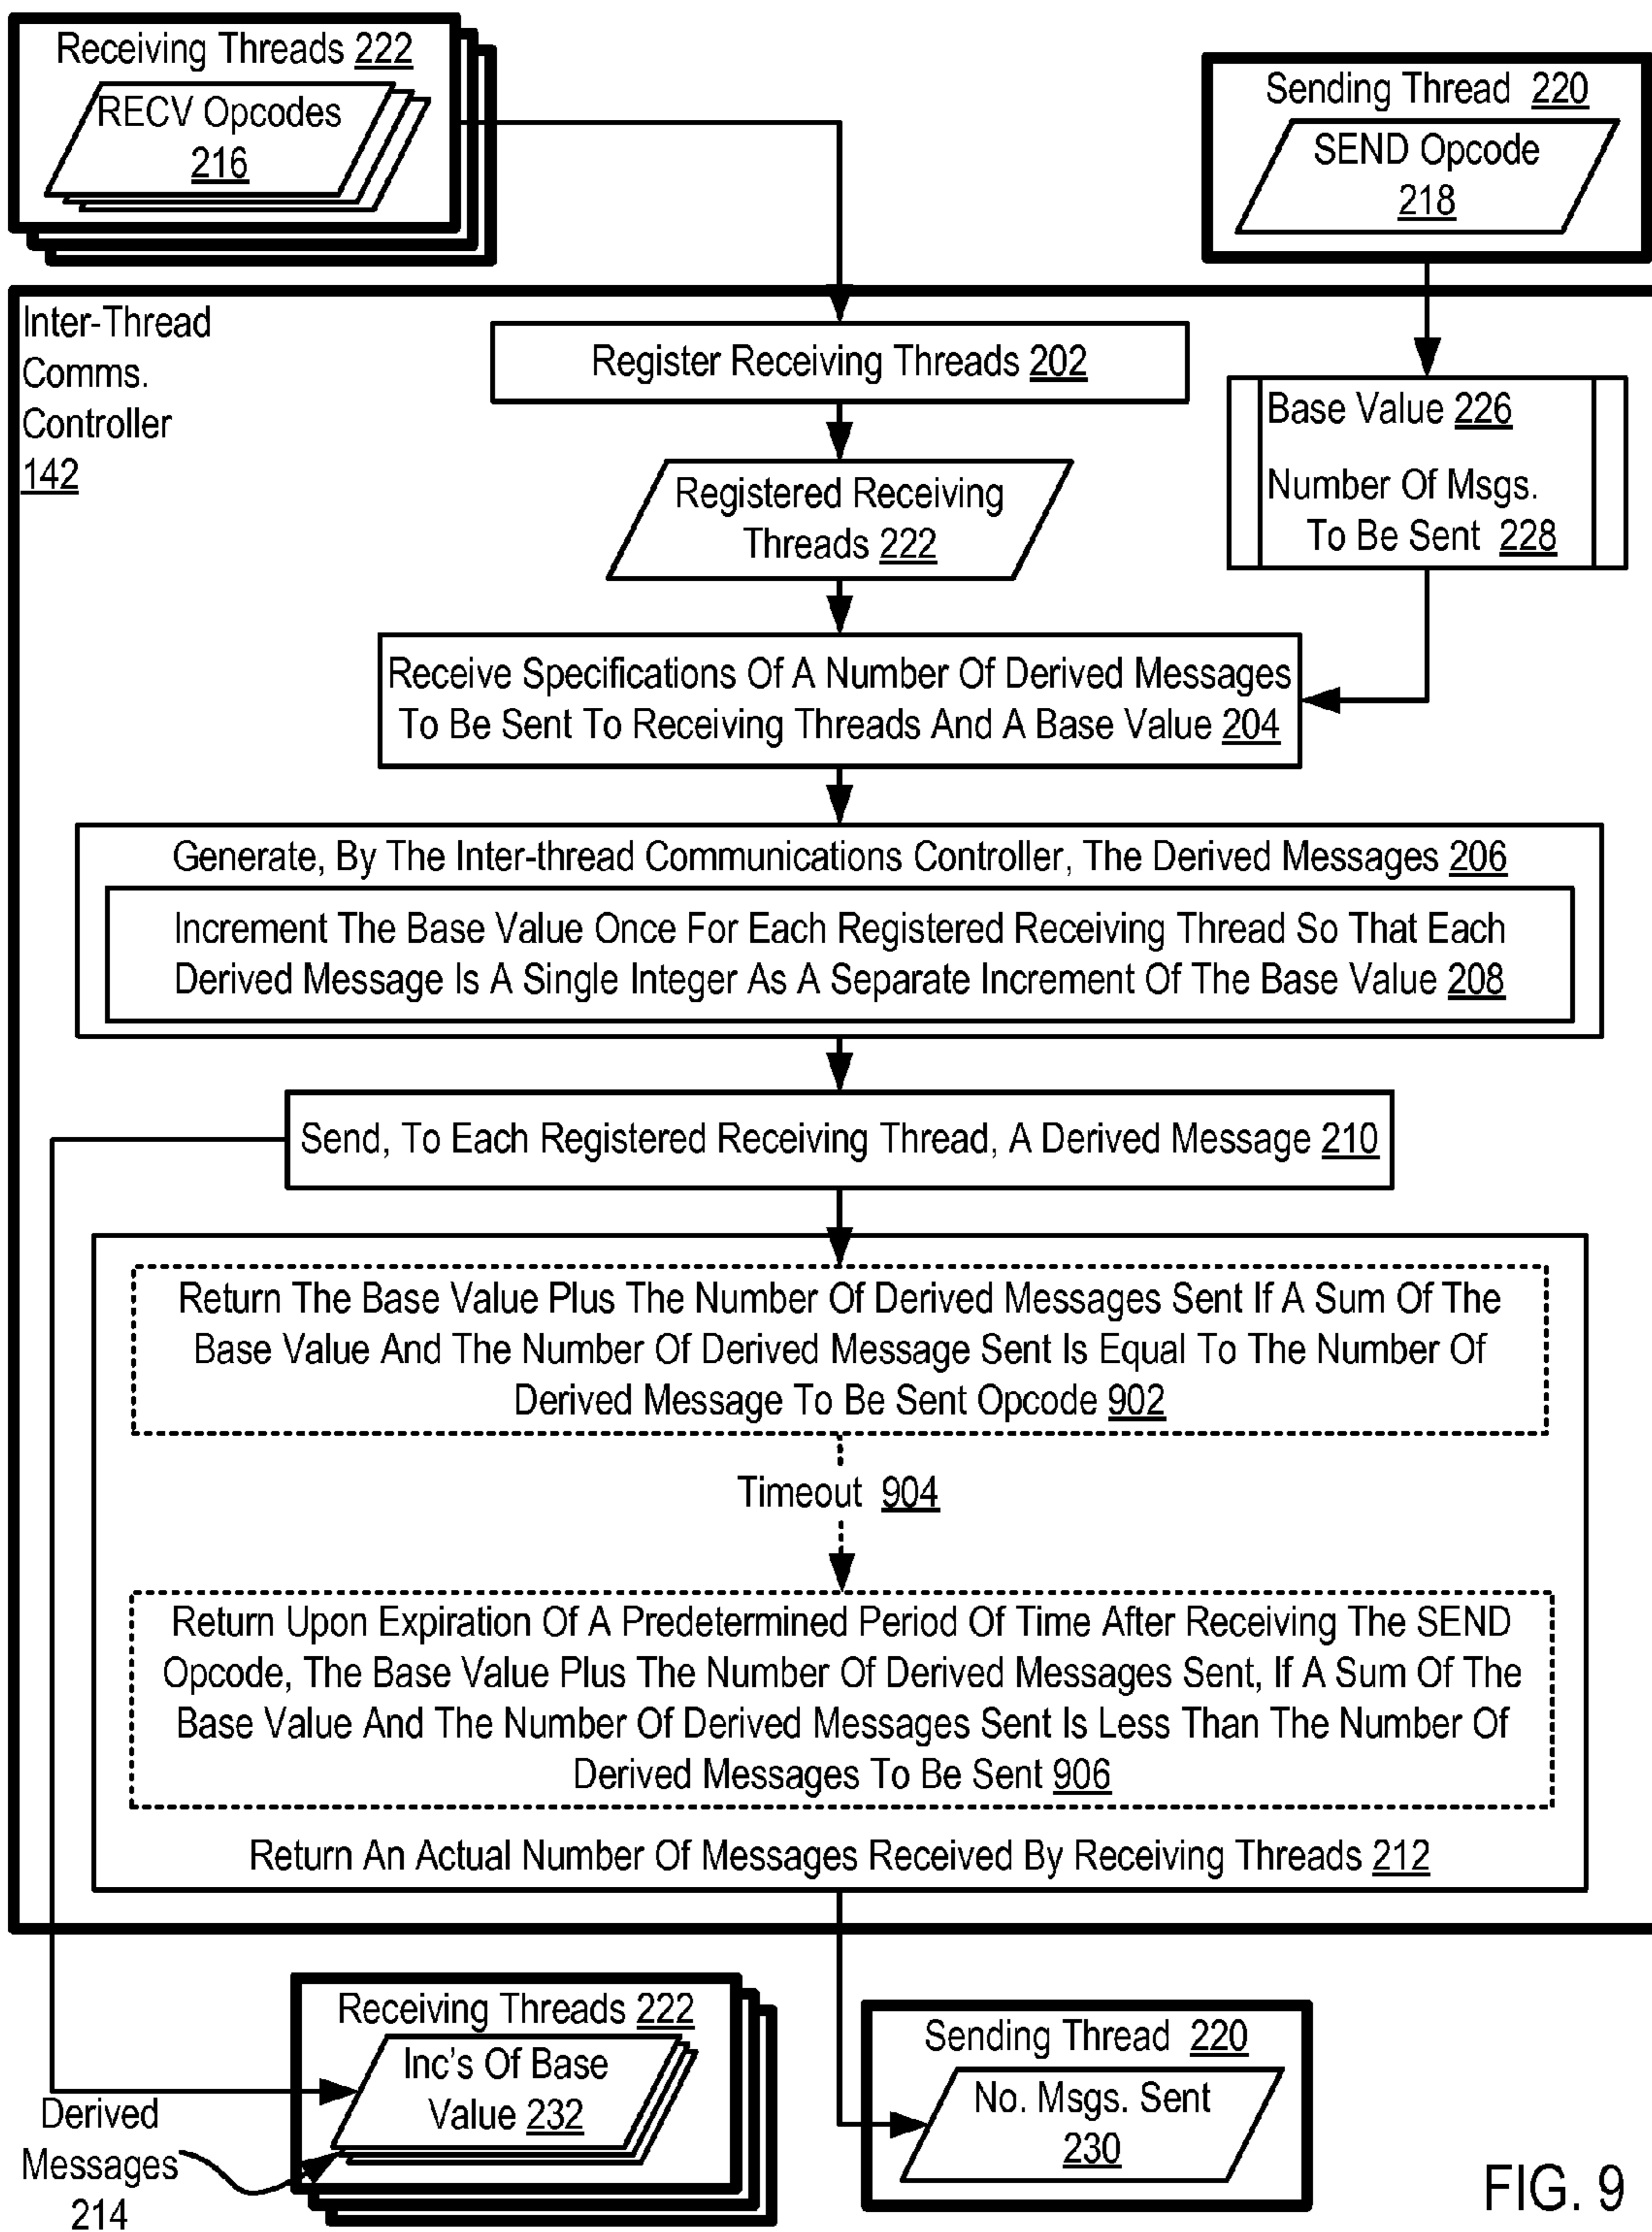 Receiving Threads 222
RECV Opcodes
216
Sending Thread 220
SEND Opcode
218
Inter-Thread
Comms.
Controller
142
Register Receiving Threads 202
Base Value 226
Number Of Msgs.
To Be Sent 228
Registered Receiving
Threads 222
Receive Specifications Of A Number Of Derived Messages
To Be Sent To Receiving Threads And A Base Value 204
Generate, By The Inter-thread Communications Controller, The Derived Messages 206
Increment The Base Value Once For Each Registered Receiving Thread So That Each
Derived Message Is A Single Integer As A Separate Increment Of The Base Value 208
Send, To Each Registered Receiving Thread, A Derived Message 210
Return The Base Value Plus The Number Of Derived Messages Sent If A Sum Of The
Base Value And The Number Of Derived Message Sent Is Equal To The Number Of
Derived Message To Be Sent Opcode 902
Timeout 904
Return Upon Expiration Of A Predetermined Period Of Time After Receiving The SEND
Opcode, The Base Value Plus The Number Of Derived Messages Sent, If A Sum Of The
Base Value And The Number Of Derived Messages Sent Is Less Than The Number Of
Derived Messages To Be Sent 906
Return An Actual Number Of Messages Received By Receiving Threads 212
Receiving Threads 222
Inc's Of Base
Value 232
Sending Thread 220
No. Msgs. Sent
230
Derived
Messages
214
FIG. 9